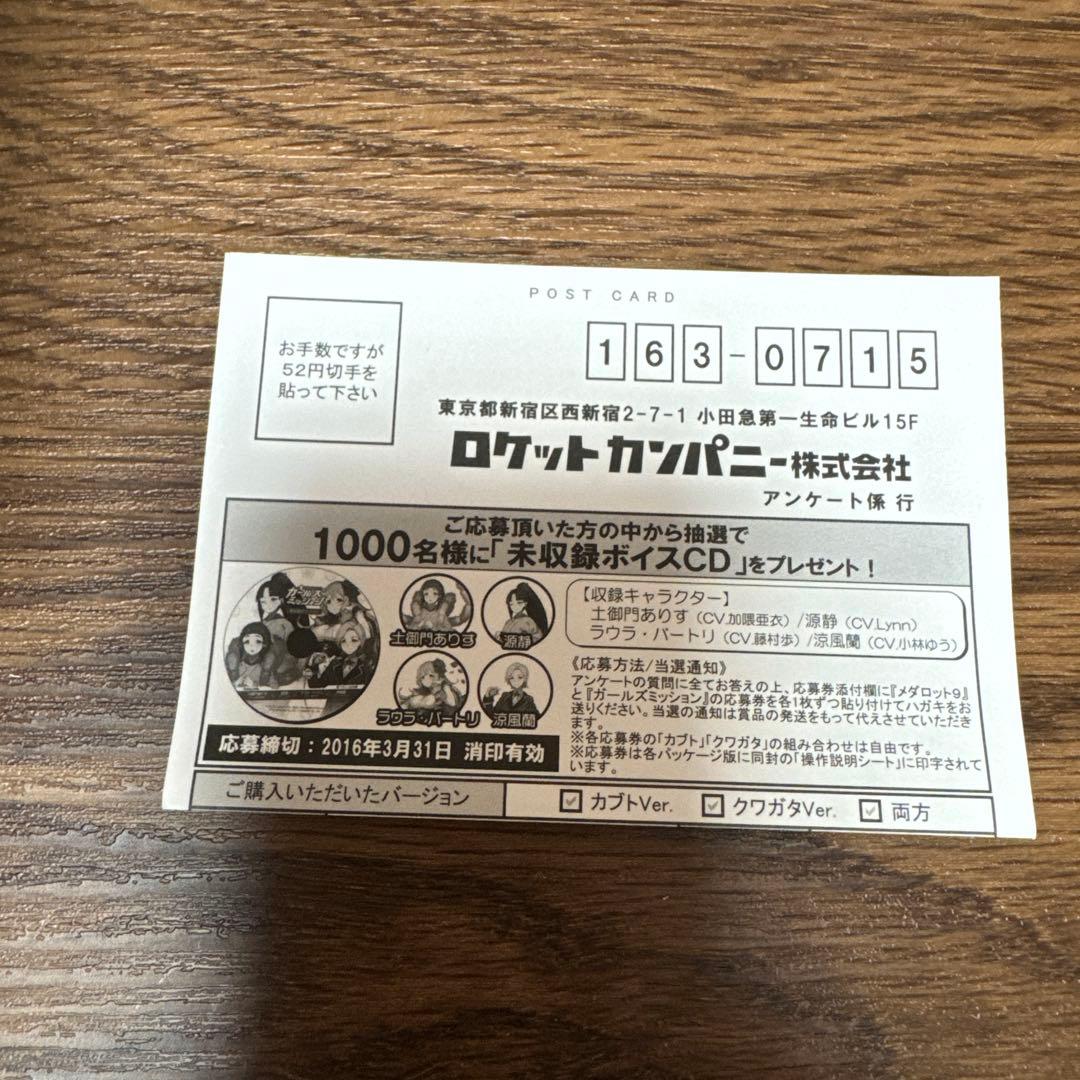 POST CARD
お手数ですが
52円切手を
貼って下さい
163-0715
東京都新宿区西新宿2-7-1 小田急第一生命ビル15F
ロケットカンパニー株式会社
アンケート係 行
ご応募頂いた方の中から抽選で
1000名様に「未収録ボイスCD」をプレゼント!
ガールズミッション
土御門ありす
源静
ラウラ・バートリ
涼風蘭
【収録キャラクター】
土御門ありす(CV.加隈亜衣)/源静(CV.Lynn)
ラウラ・バートリ(CV.藤村歩)/涼風蘭(CV.小林ゆう)
《応募方法/当選通知》
アンケートの質問に全てお答えの上、応募券添付欄に『メダロット9』
と『ガールズミッション』の応募券を各1枚ずつ貼り付けてハガキをお
送りください。当選の通知は賞品の発送をもって代えさせていただき
ます。
※各応募券の「カブト」「クワガタ」の組み合わせは自由です。
※応募券は各パッケージ版に同封の「操作説明シート」に印字されて
います。
応募締切:2016年3月31日 消印有効
ご購入いただいたバージョン
カブトVer. クワガタVer. 両方